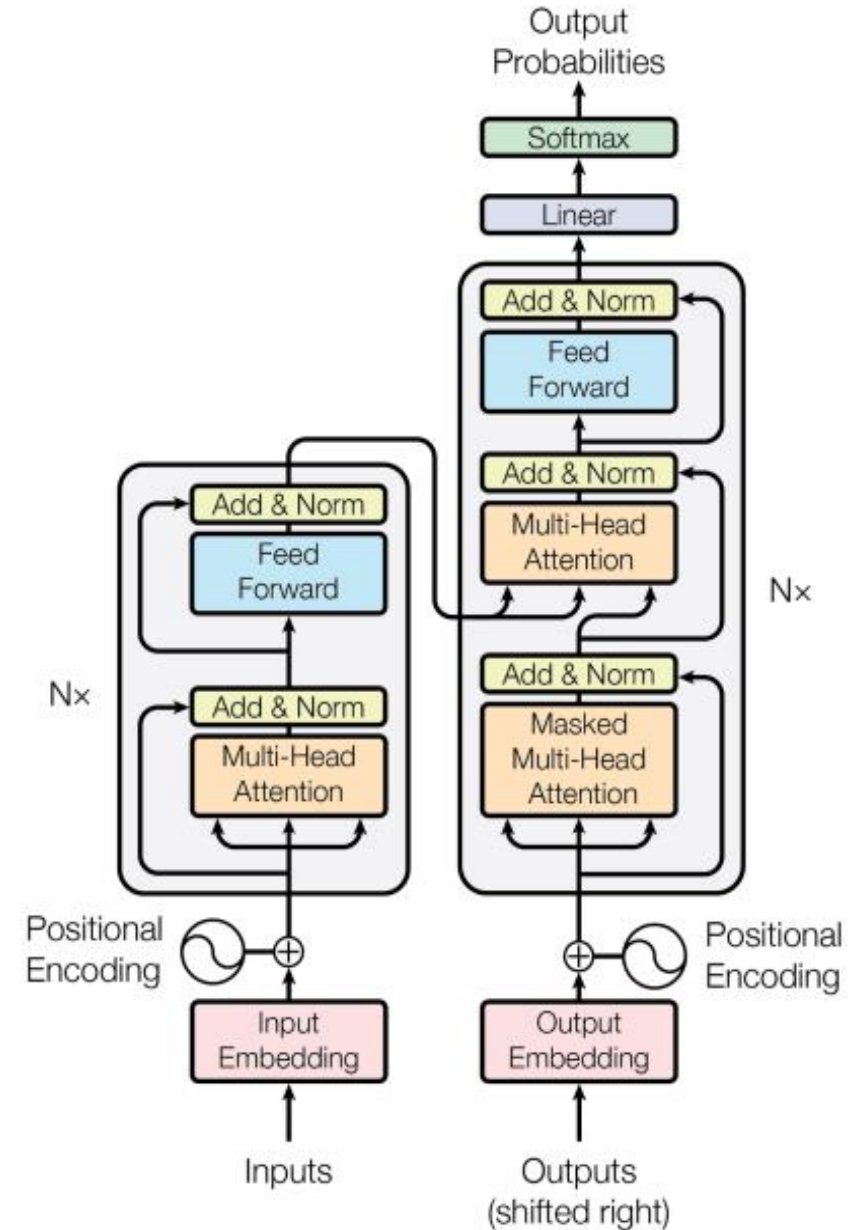 Output
Probabilities
Softmax
Linear
Add & Norm
Feed
Forward
Add & Norm
Multi-Head
Attention
Nx
Add & Norm
Masked
Multi-Head
Attention
Add & Norm
Feed
Forward
Nx
Add & Norm
Multi-Head
Attention
Positional
Encoding
Positional
Encoding
Input
Embedding
Output
Embedding
Inputs
Outputs
(shifted right)